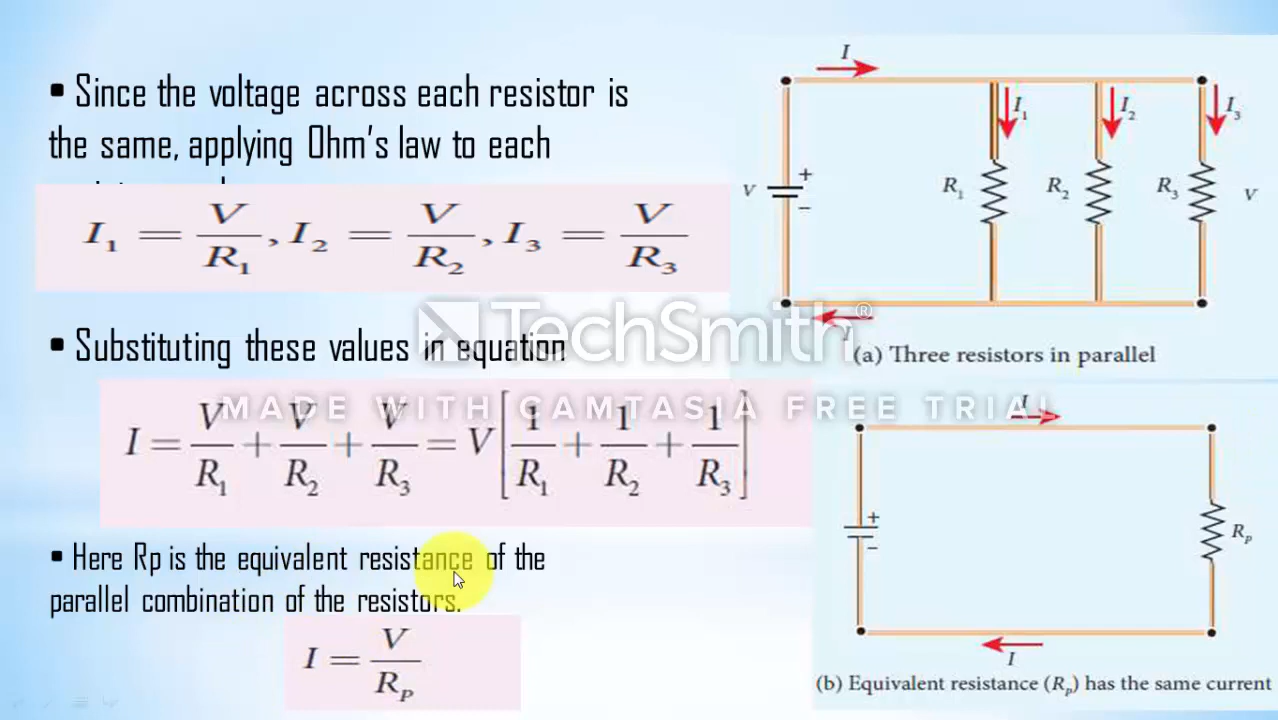 • Since the voltage across each resistor is
the same, applying Ohm's law to each
I₁ = V/R₁, I₂ = V/R₂, I₃ = V/R₃
• Substituting these values in equation
I = V/R₁ + V/R₂ + V/R₃ = V[1/R₁ + 1/R₂ + 1/R₃]
▪ Here Rp is the equivalent resistance of the
parallel combination of the resistors.
I = V/Rₚ
I
I₁ I₂ I₃
V + − R₁ R₂ R₃ V
I
(a) Three resistors in parallel
I
+ − Rₚ
I
(b) Equivalent resistance (Rₚ) has the same current
TechSmith®
MADE WITH CAMTASIA FREE TRIAL